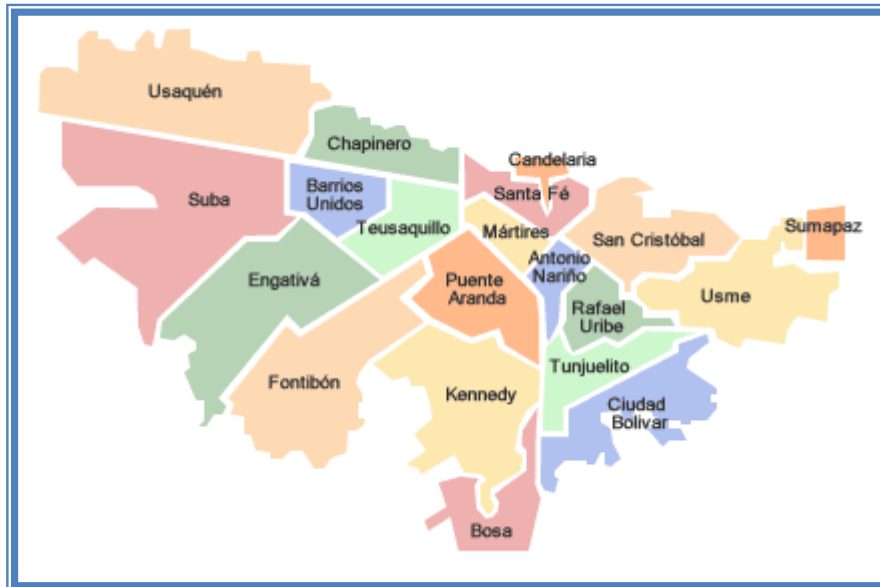 Usaquén
Chapinero
Candelaria
Barrios
Unidos
Santa Fé
Suba
Teusaquillo
Mártires
San Cristóbal
Sumapaz
Antonio
Nariño
Engativá
Puente
Aranda
Usme
Rafael
Uribe
Tunjuelito
Fontibón
Kennedy
Ciudad
Bolivar
Bosa